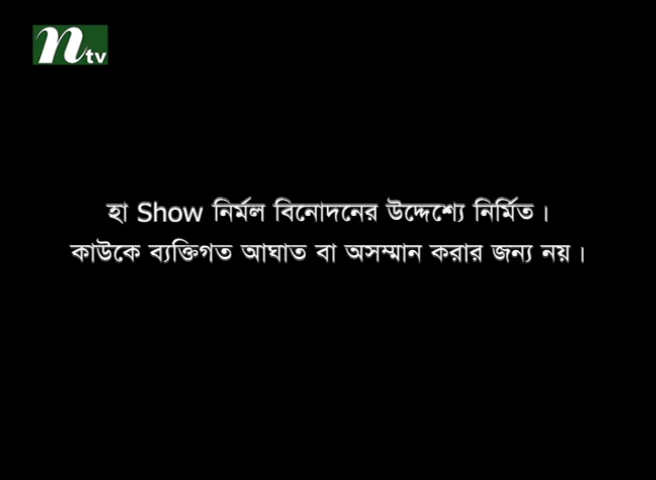 ntv
হা Show নির্মল বিনোদনের উদ্দেশ্যে নির্মিত।
কাউকে ব্যক্তিগত আঘাত বা অসম্মান করার জন্য নয়।